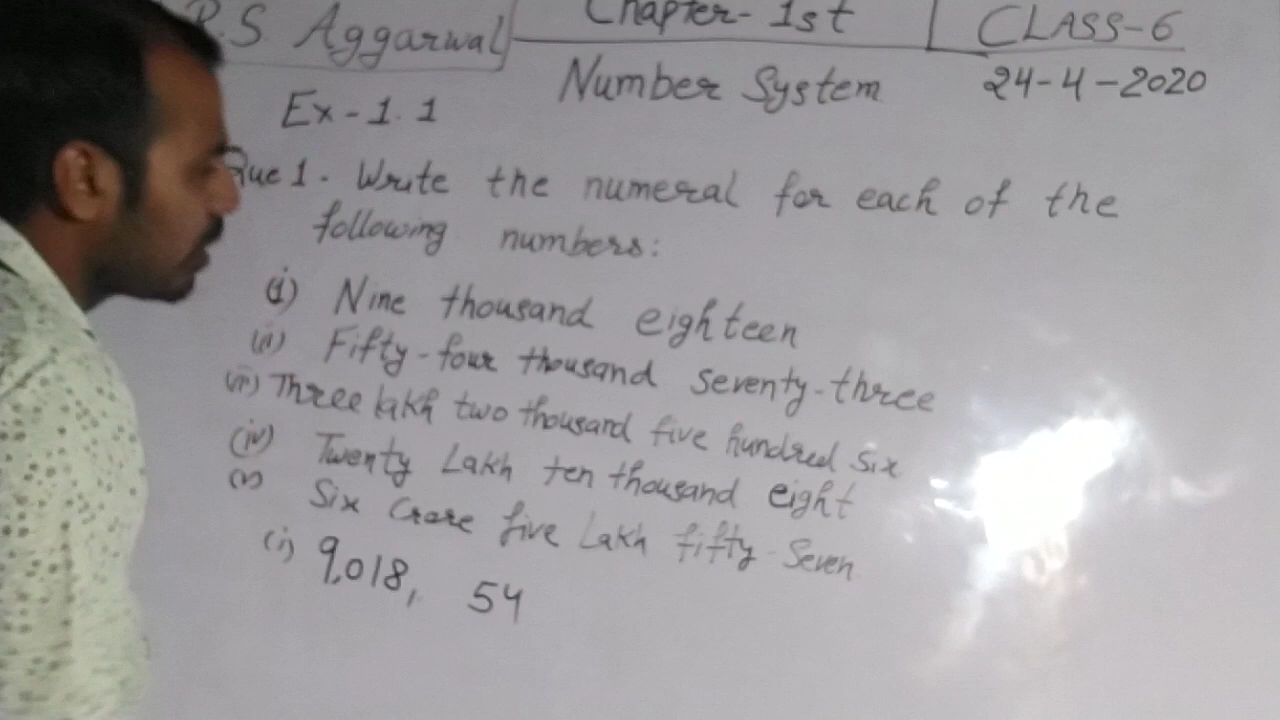 R.S. Aggarwal
Chapter- 1st
CLASS-6
Number System
24-4-2020
Ex-1.1
Que 1. Write the numeral for each of the
following numbers:
(i) Nine thousand eighteen
(ii) Fifty-four thousand seventy-three
(iii) Three lakh two thousand five hundred six
(iv) Twenty Lakh ten thousand eight
(v) Six Crore five Lakh fifty-Seven
(i) 9,018, 54